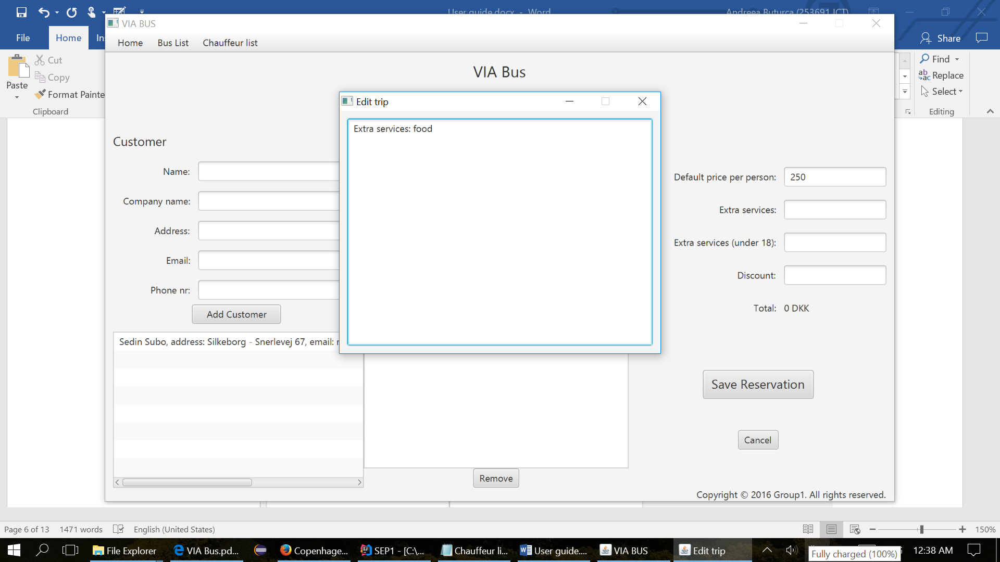 User guide.docx - Word
Andreea Buturca (253691 ICT)
VIA BUS
File
Home
Share
Home Bus List Chauffeur list
Cut
Copy
Paste
Format Painte
Clipboard
Find
Replace
Select
Editing
VIA Bus
Edit trip
Extra services: food
Customer
Name:
Company name:
Address:
Email:
Phone nr:
Add Customer
Sedin Subo, address: Silkeborg - Snerlevej 67, email:
Remove
Default price per person: 250
Extra services:
Extra services (under 18):
Discount:
Total: 0 DKK
Save Reservation
Cancel
Copyright © 2016 Group1. All rights reserved.
Page 6 of 13 1471 words English (United States) 150%
File Explorer VIA Bus.pd... Copenhage... SEP1 - [C:\... Chauffeur li... User guide.... VIA BUS Edit trip 12:38 AM
Fully charged (100%)